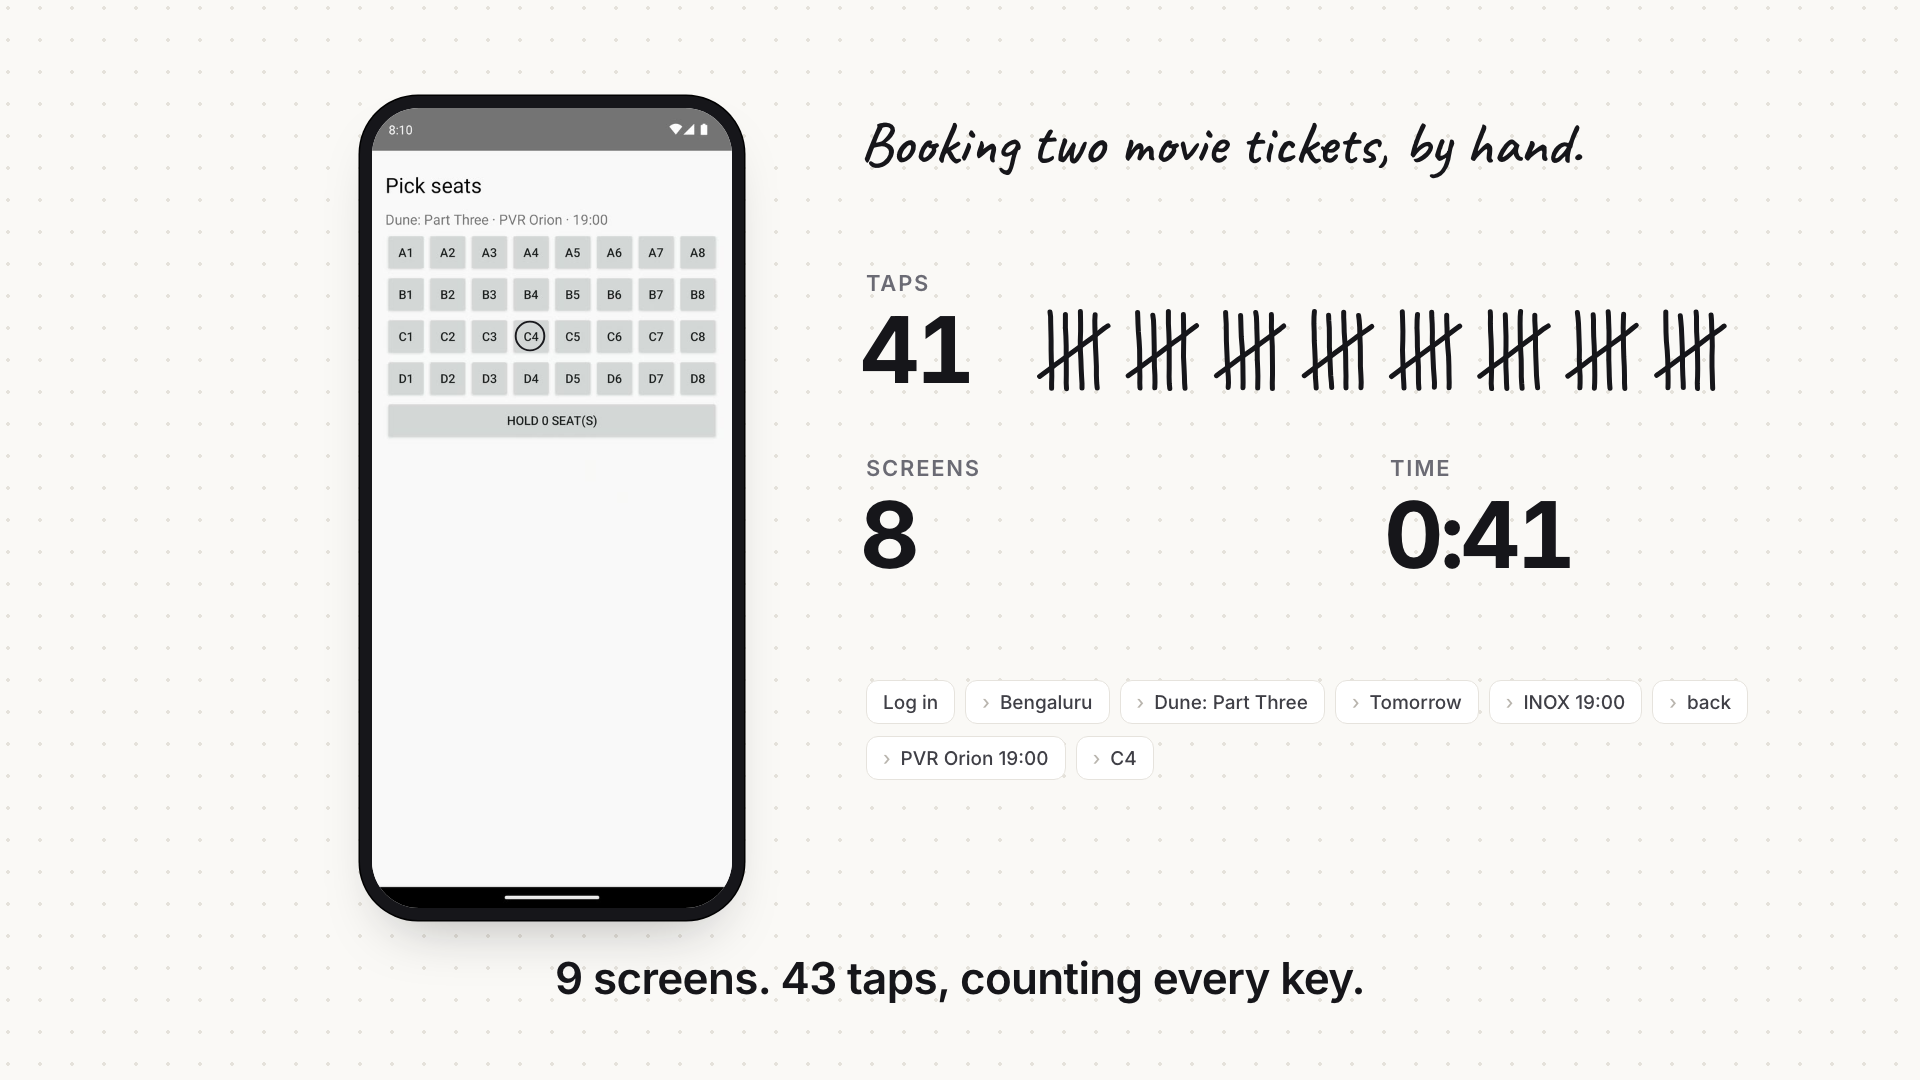 8:10
Pick seats
Dune: Part Three · PVR Orion · 19:00
A1 A2 A3 A4 A5 A6 A7 A8
B1 B2 B3 B4 B5 B6 B7 B8
C1 C2 C3 C4 C5 C6 C7 C8
D1 D2 D3 D4 D5 D6 D7 D8
HOLD 0 SEAT(S)
Booking two movie tickets, by hand.
TAPS
41
SCREENS
8
TIME
0:41
Log in › Bengaluru › Dune: Part Three › Tomorrow › INOX 19:00 › back
› PVR Orion 19:00 › C4
9 screens. 43 taps, counting every key.